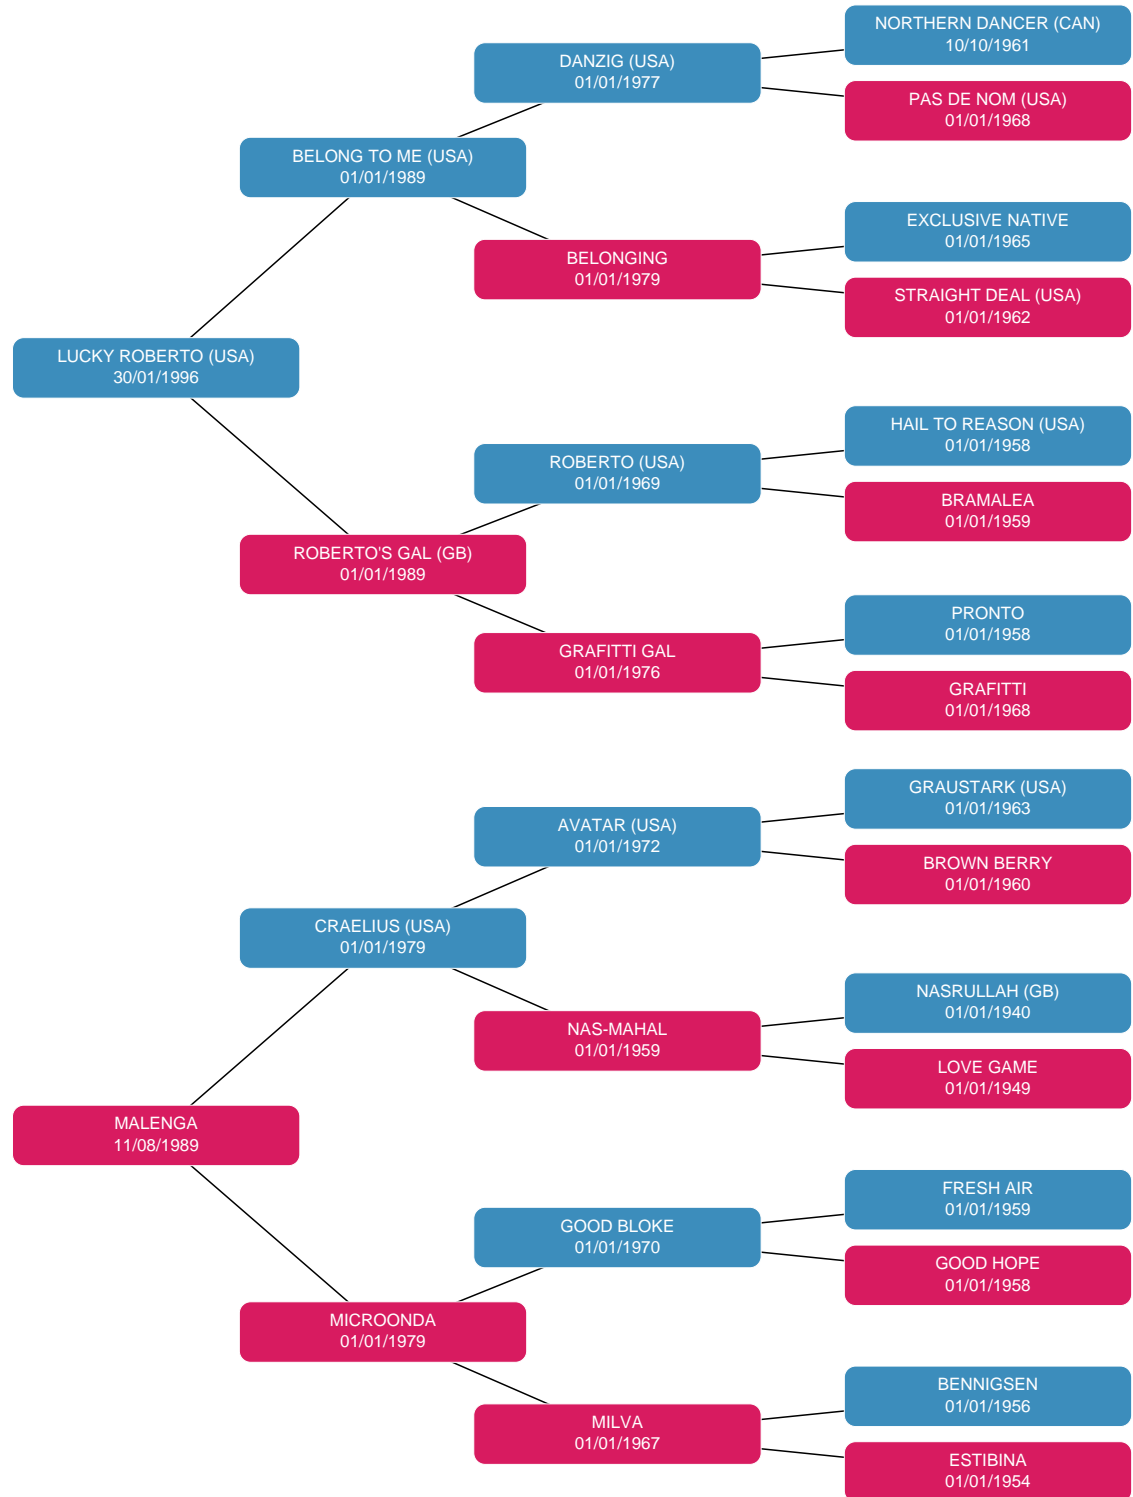 NORTHERN DANCER (CAN)
10/10/1961
DANZIG (USA)
01/01/1977
PAS DE NOM (USA)
01/01/1968
BELONG TO ME (USA)
01/01/1989
EXCLUSIVE NATIVE
01/01/1965
BELONGING
01/01/1979
STRAIGHT DEAL (USA)
01/01/1962
LUCKY ROBERTO (USA)
30/01/1996
HAIL TO REASON (USA)
01/01/1958
ROBERTO (USA)
01/01/1969
BRAMALEA
01/01/1959
ROBERTO'S GAL (GB)
01/01/1989
PRONTO
01/01/1958
GRAFITTI GAL
01/01/1976
GRAFITTI
01/01/1968
GRAUSTARK (USA)
01/01/1963
AVATAR (USA)
01/01/1972
BROWN BERRY
01/01/1960
CRAELIUS (USA)
01/01/1979
NASRULLAH (GB)
01/01/1940
NAS-MAHAL
01/01/1959
LOVE GAME
01/01/1949
MALENGA
11/08/1989
FRESH AIR
01/01/1959
GOOD BLOKE
01/01/1970
GOOD HOPE
01/01/1958
MICROONDA
01/01/1979
BENNIGSEN
01/01/1956
MILVA
01/01/1967
ESTIBINA
01/01/1954